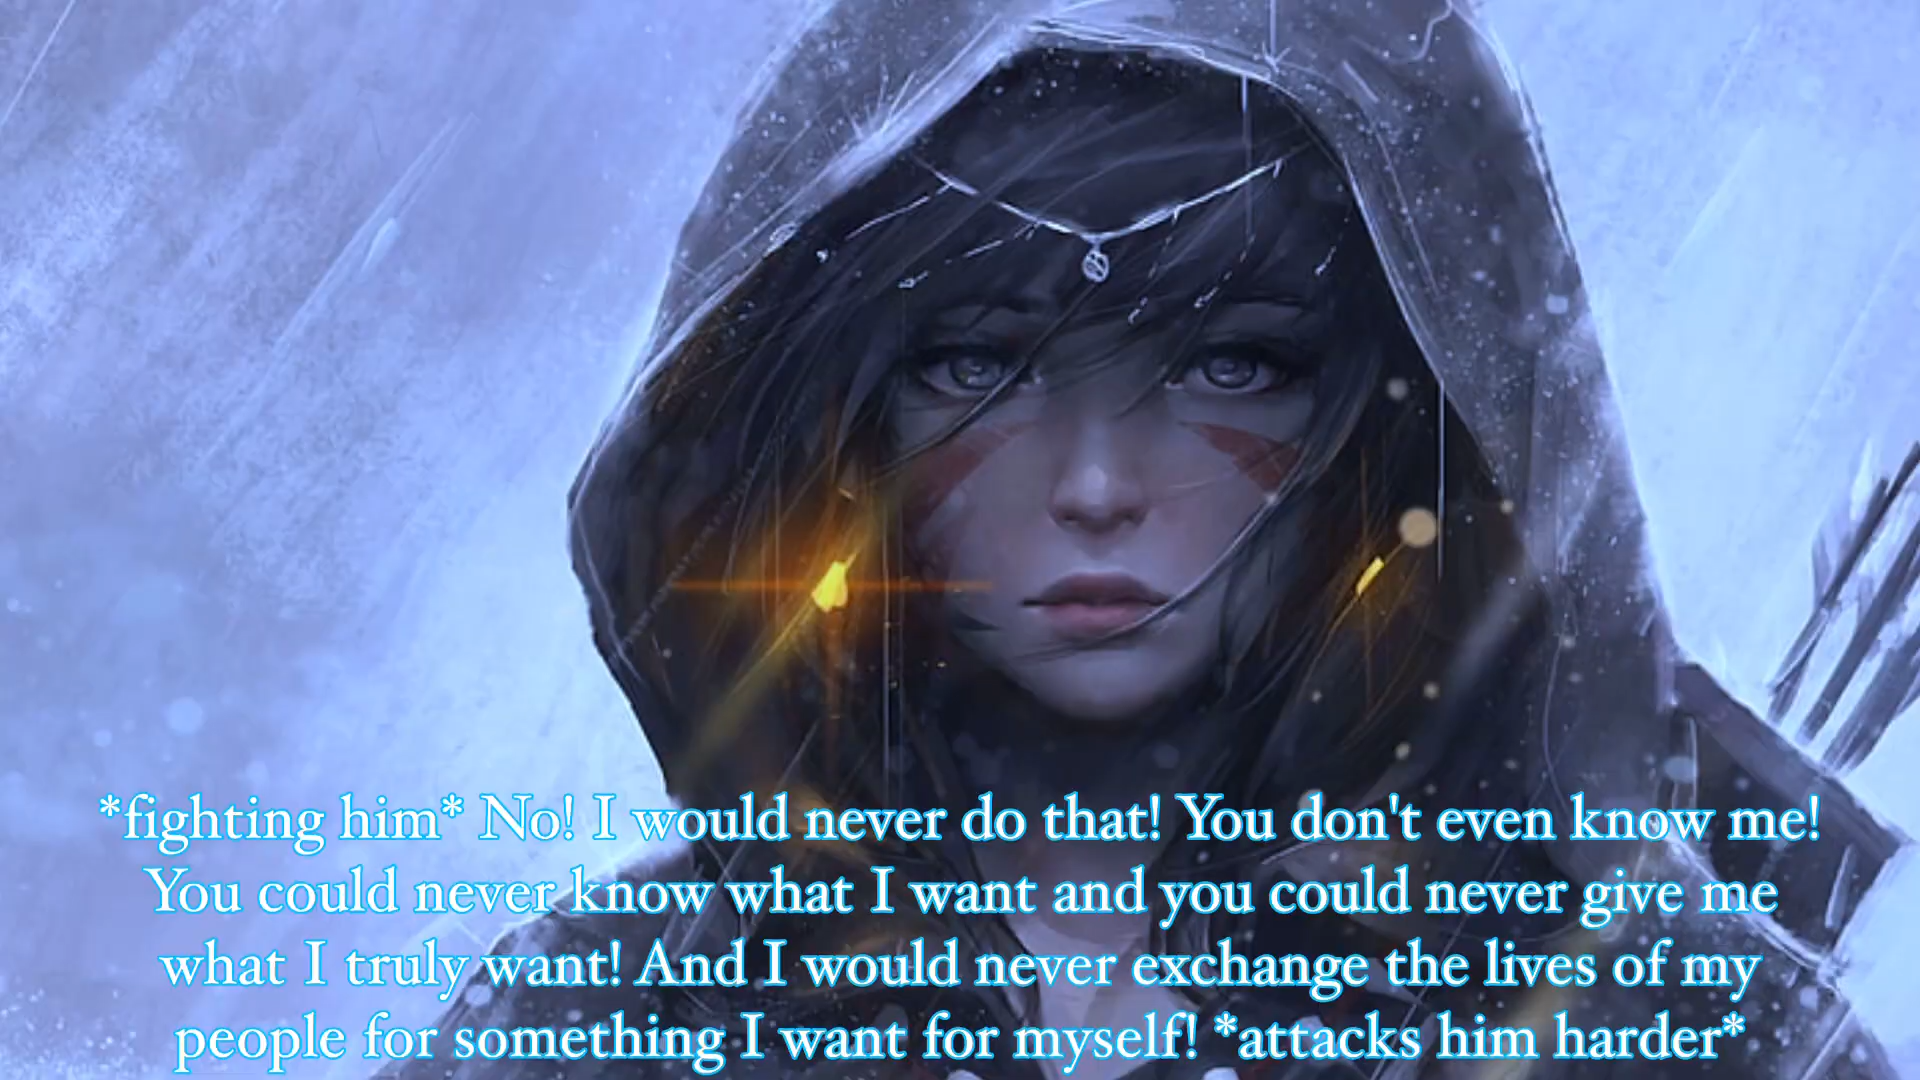 *fighting him* No! I would never do that! You don't even know me!
You could never know what I want and you could never give me
what I truly want! And I would never exchange the lives of my
people for something I want for myself! *attacks him harder*